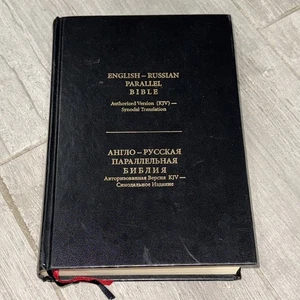 ENGLISH – RUSSIAN
PARALLEL
BIBLE
Authorized Version (KJV) —
Synodal Translation
АНГЛО – РУССКАЯ
ПАРАЛЛЕЛЬНАЯ
БИБЛИЯ
Авторизованная Версия KJV —
Синодальное Издание